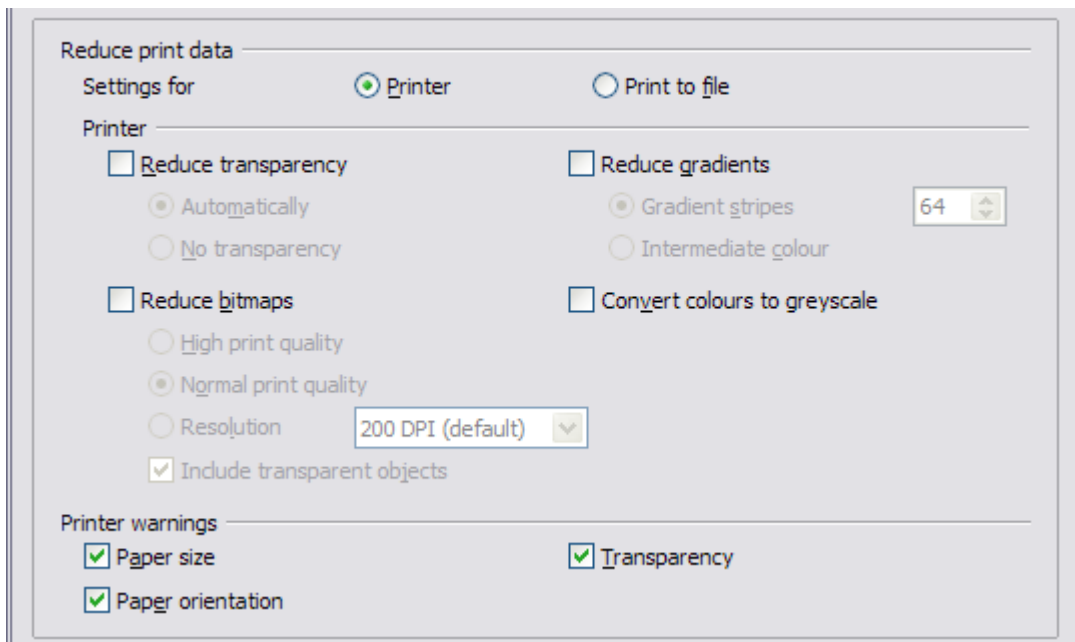 Reduce print data
Settings for Printer Print to file
Printer
Reduce transparency Reduce gradients
Automatically Gradient stripes 64
No transparency Intermediate colour
Reduce bitmaps Convert colours to greyscale
High print quality
Normal print quality
Resolution 200 DPI (default)
Include transparent objects
Printer warnings
Paper size Transparency
Paper orientation